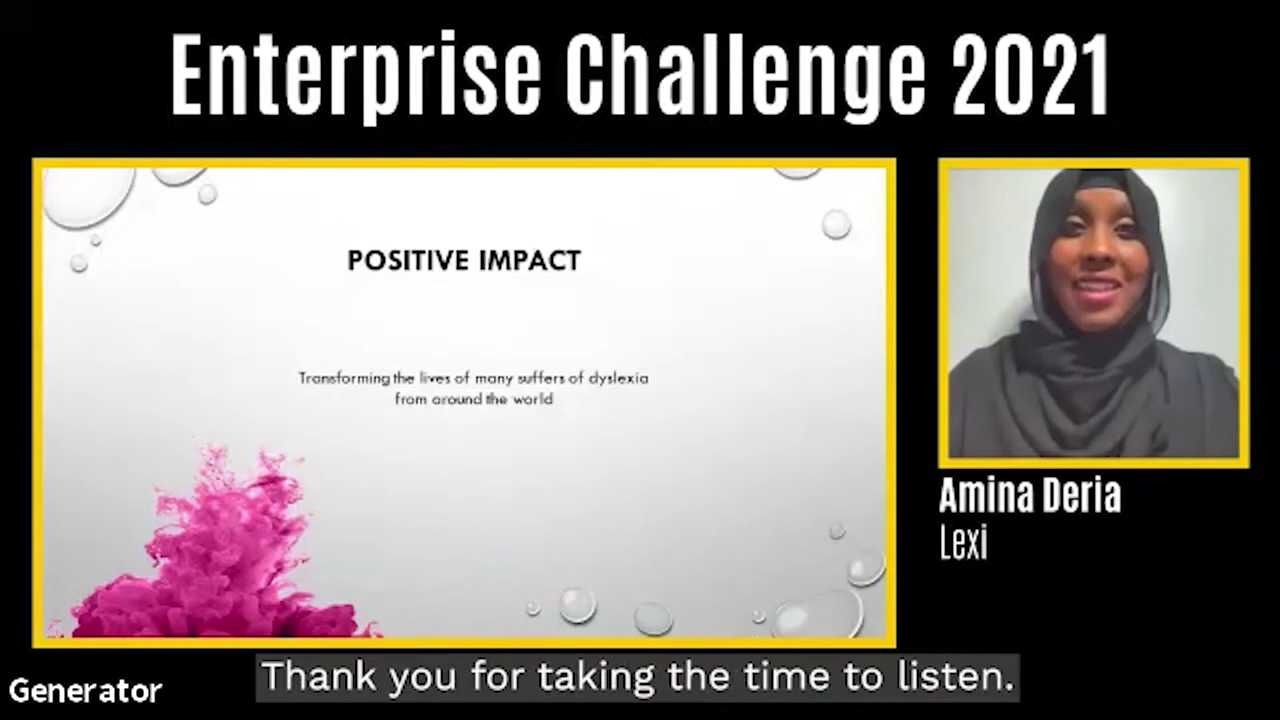 Enterprise Challenge 2021
POSITIVE IMPACT
Transforming the lives of many suffers of dyslexia
from around the world
Amina Deria
Lexi
Thank you for taking the time to listen.
Generator